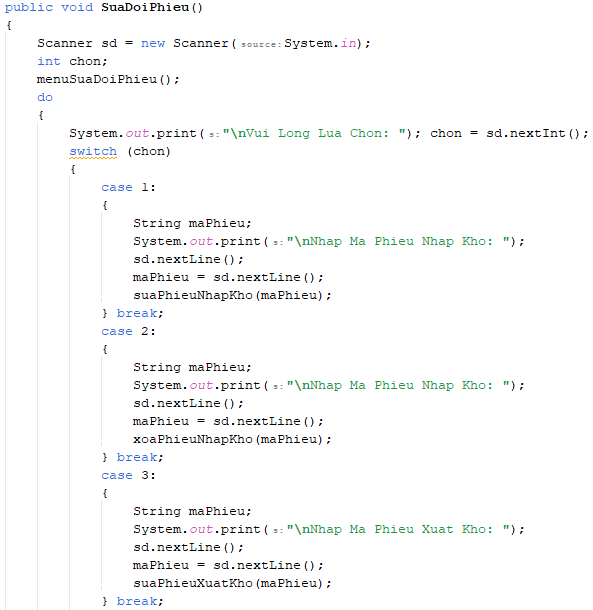 public void SuaDoiPhieu()
{
    Scanner sd = new Scanner( source: System.in);
    int chon;
    menuSuaDoiPhieu();
    do
    {
        System.out.print( s: "\nVui Long Lua Chon: "); chon = sd.nextInt();
        switch (chon)
        {
            case 1:
            {
                String maPhieu;
                System.out.print( s: "\nNhap Ma Phieu Nhap Kho: ");
                sd.nextLine();
                maPhieu = sd.nextLine();
                suaPhieuNhapKho(maPhieu);
            } break;
            case 2:
            {
                String maPhieu;
                System.out.print( s: "\nNhap Ma Phieu Nhap Kho: ");
                sd.nextLine();
                maPhieu = sd.nextLine();
                xoaPhieuNhapKho(maPhieu);
            } break;
            case 3:
            {
                String maPhieu;
                System.out.print( s: "\nNhap Ma Phieu Xuat Kho: ");
                sd.nextLine();
                maPhieu = sd.nextLine();
                suaPhieuXuatKho(maPhieu);
            } break;